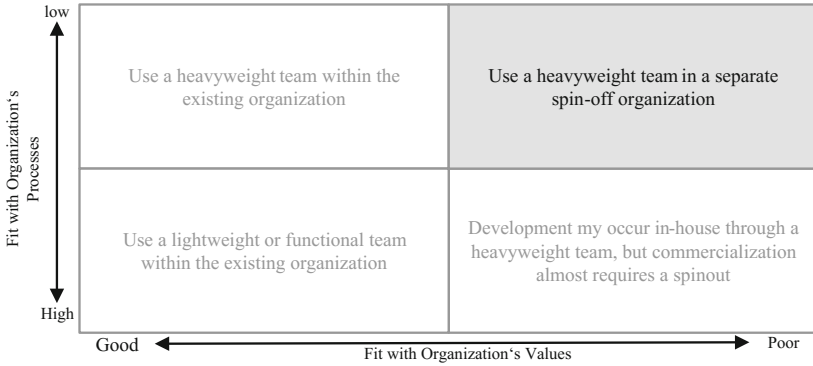 low
Use a heavyweight team within the
existing organization
Use a heavyweight team in a separate
spin-off organization
Fit with Organization‘s
Processes
Use a lightweight or functional team
within the existing organization
Development my occur in-house through a
heavyweight team, but commercialization
almost requires a spinout
High
Good
Fit with Organization‘s Values
Poor